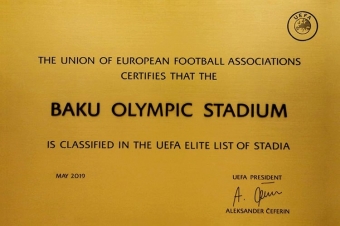 UEFA
THE UNION OF EUROPEAN FOOTBALL ASSOCIATIONS
CERTIFIES THAT THE
BAKU OLYMPIC STADIUM
IS CLASSIFIED IN THE UEFA ELITE LIST OF STADIA
MAY 2019
UEFA PRESIDENT
ALEKSANDER ČEFERIN